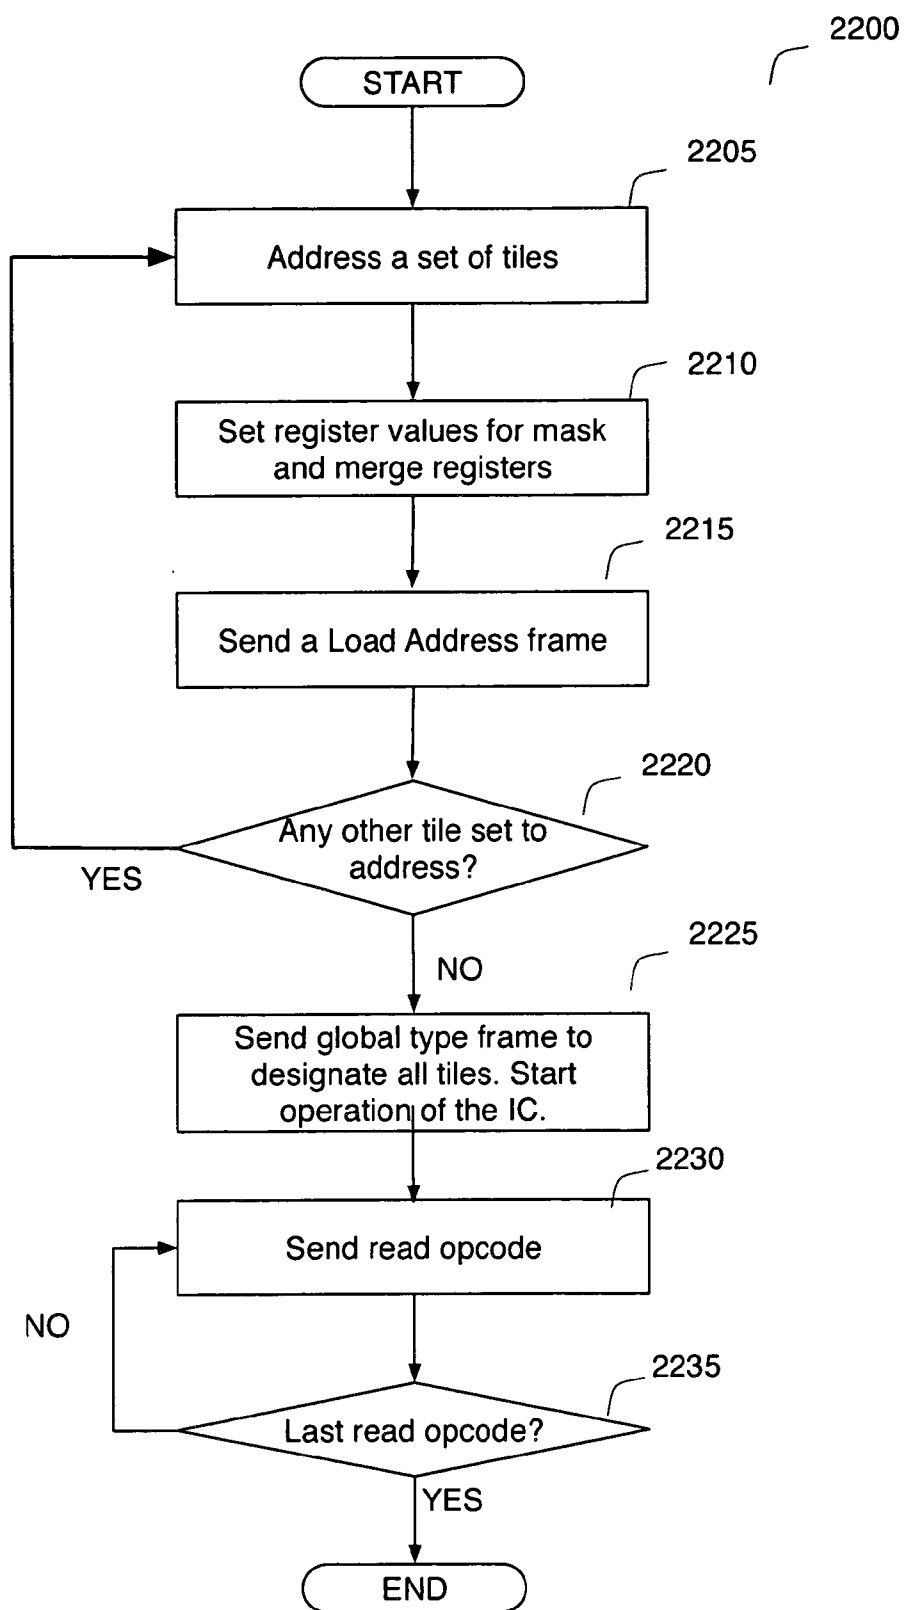 2200
START
2205
Address a set of tiles
2210
Set register values for mask
and merge registers
2215
Send a Load Address frame
2220
Any other tile set to
address?
YES
2225
NO
Send global type frame to
designate all tiles. Start
operation of the IC.
2230
Send read opcode
NO
2235
Last read opcode?
YES
END